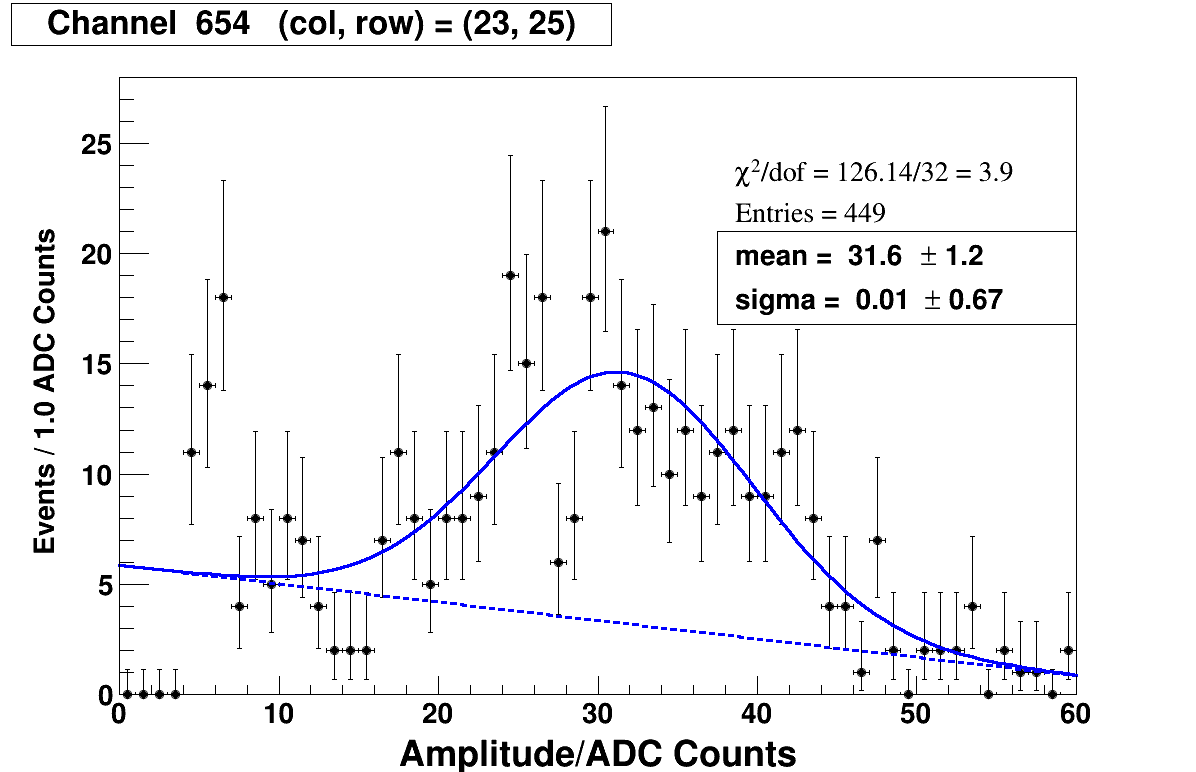 Channel 654 (col, row) = (23, 25)
χ²/dof = 126.14/32 = 3.9
Entries = 449
mean = 31.6 ± 1.2
sigma = 0.01 ± 0.67
Events / 1.0 ADC Counts
25
20
15
10
5
0
0 10 20 30 40 50 60
Amplitude/ADC Counts